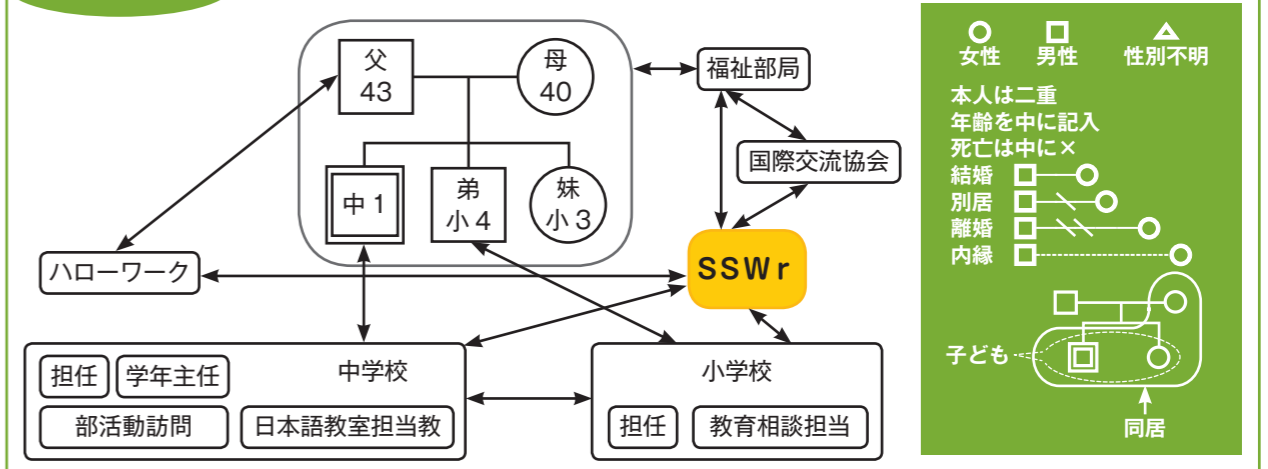 父
43
母
40
中1
弟
小4
妹
小3
福祉部局
国際交流協会
ハローワーク
SSWr
中学校
担任
学年主任
部活動訪問
日本語教室担当教
小学校
担任
教育相談担当
女性
男性
性別不明
本人は二重
年齢を中に記入
死亡は中に×
結婚
別居
離婚
内縁
子ども
同居